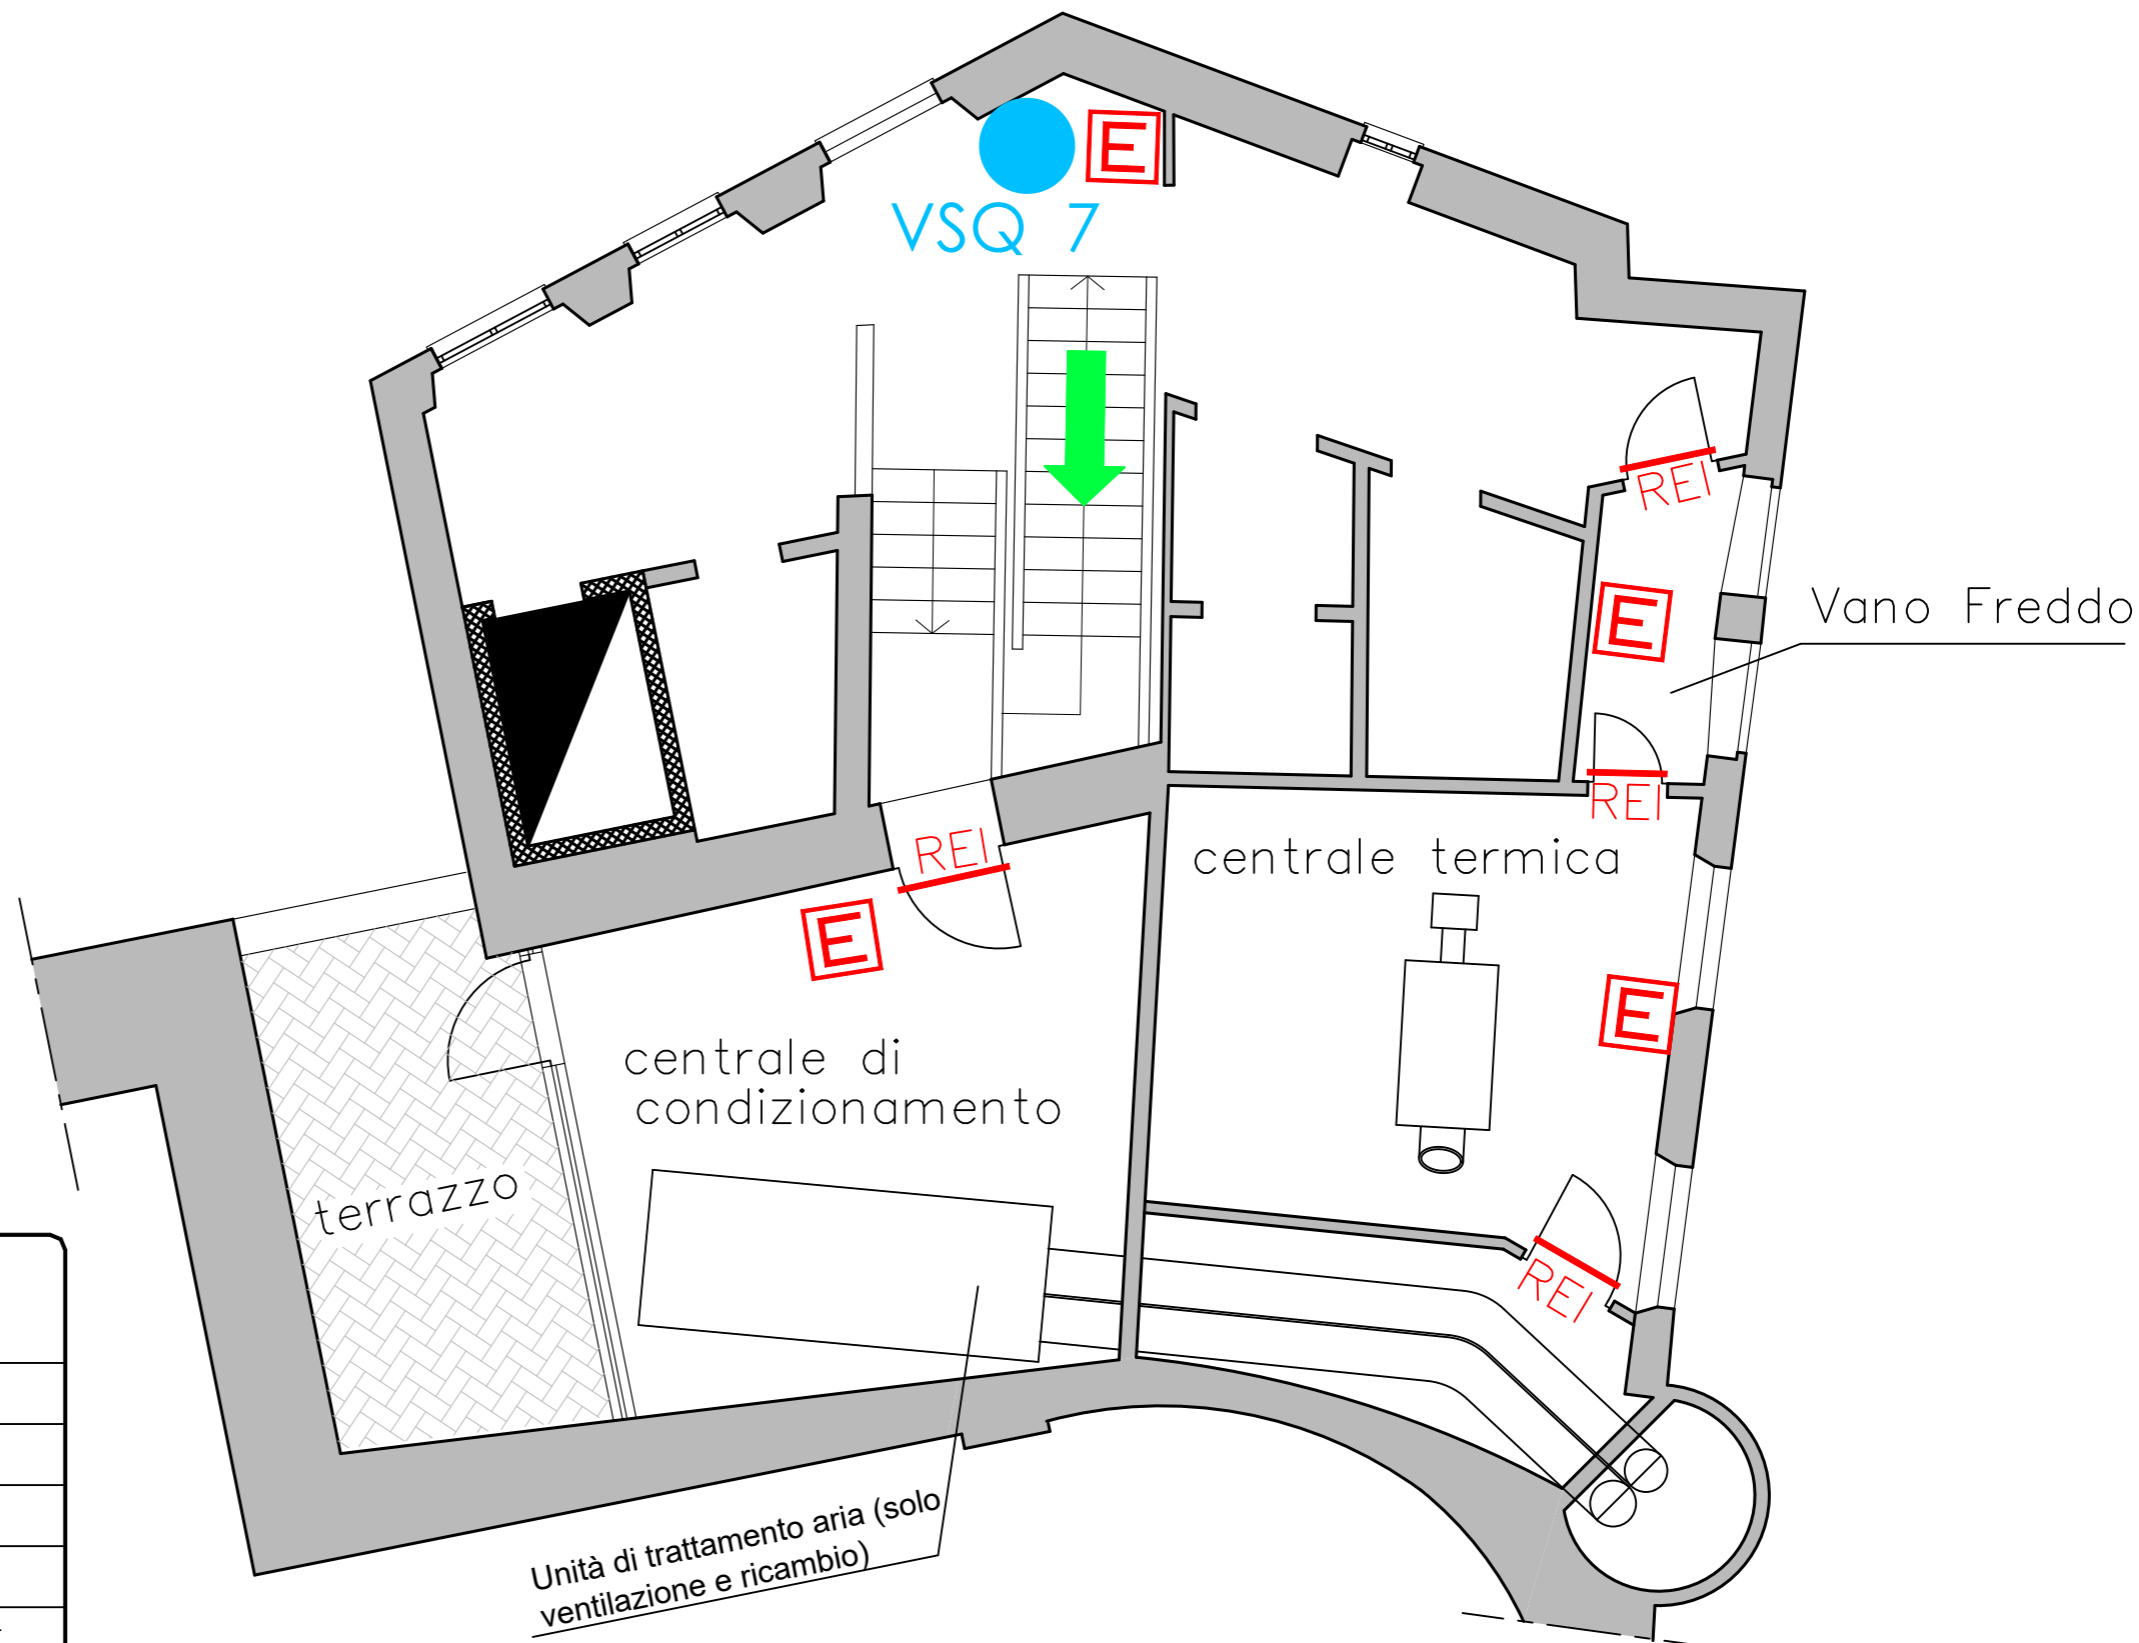 E
VSQ 7
REI
E
Vano Freddo
REI
REI
centrale termica
E
E
centrale di
condizionamento
terrazzo
REI
Unità di trattamento aria (solo
ventilazione e ricambio)